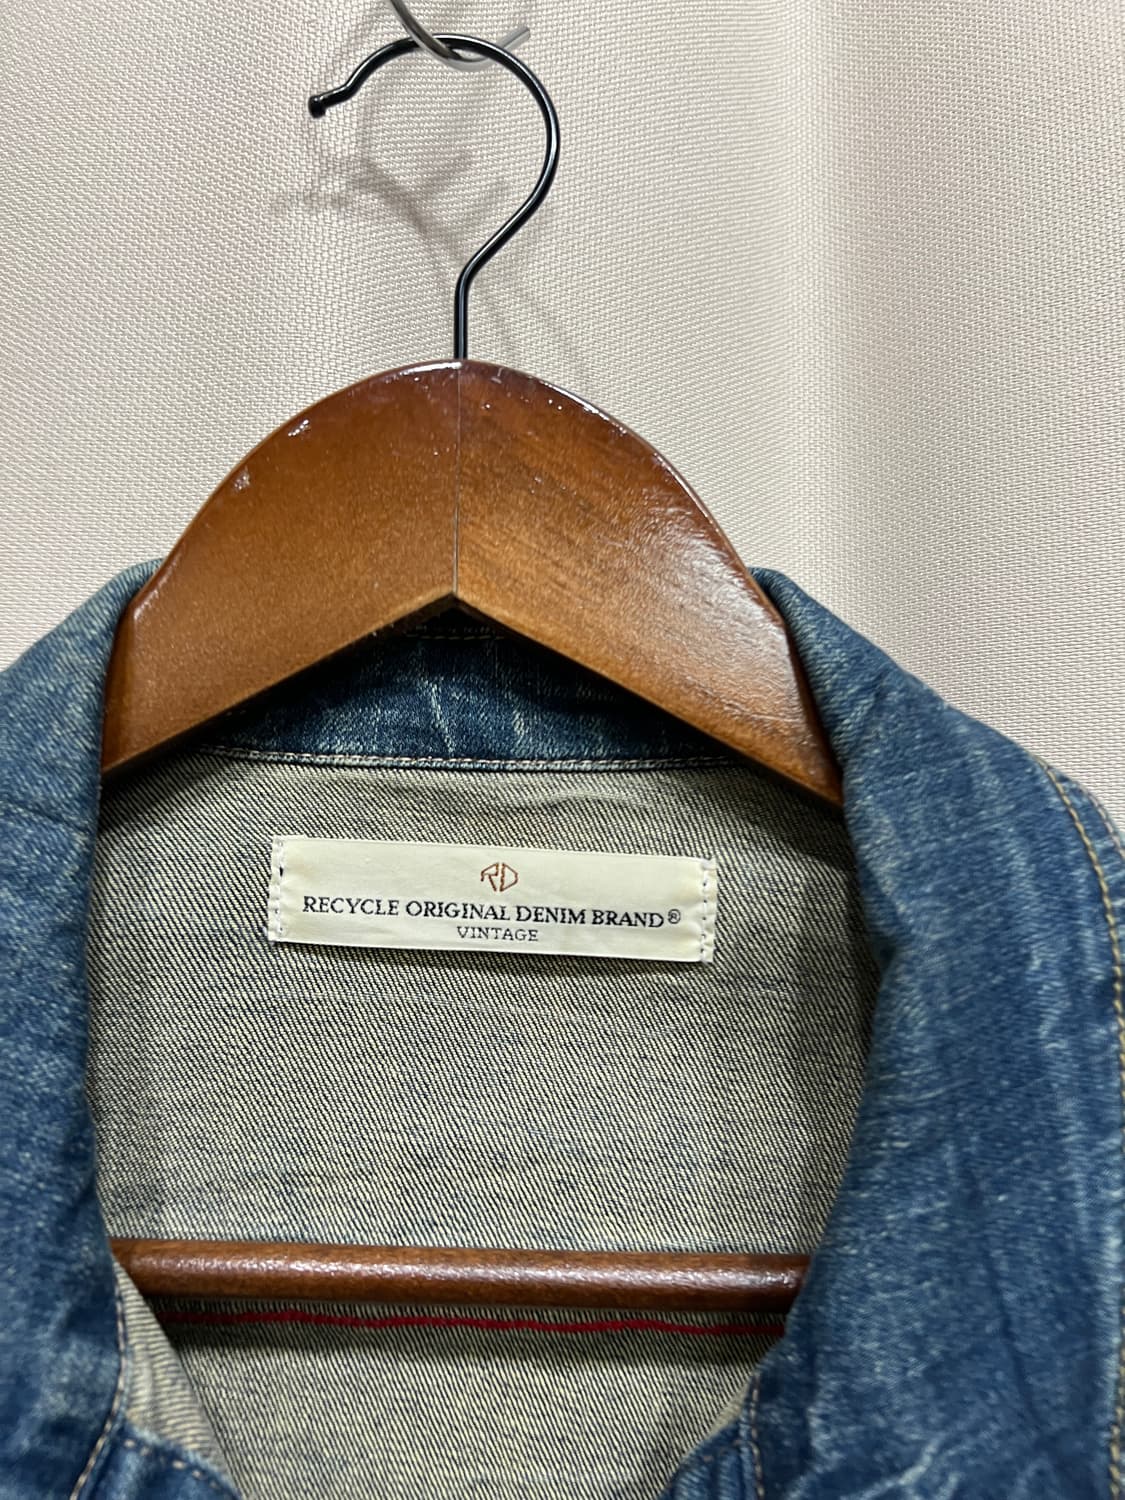 RD
RECYCLE ORIGINAL DENIM BRAND®
VINTAGE